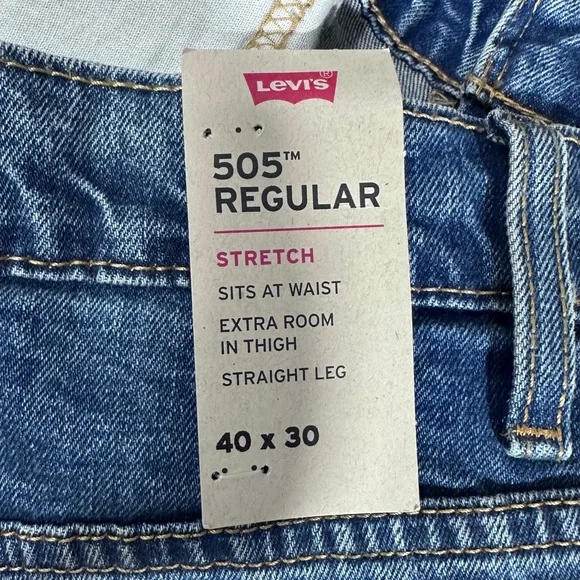 LEVI'S®
505™
REGULAR
STRETCH
SITS AT WAIST
EXTRA ROOM
IN THIGH
STRAIGHT LEG
40 x 30